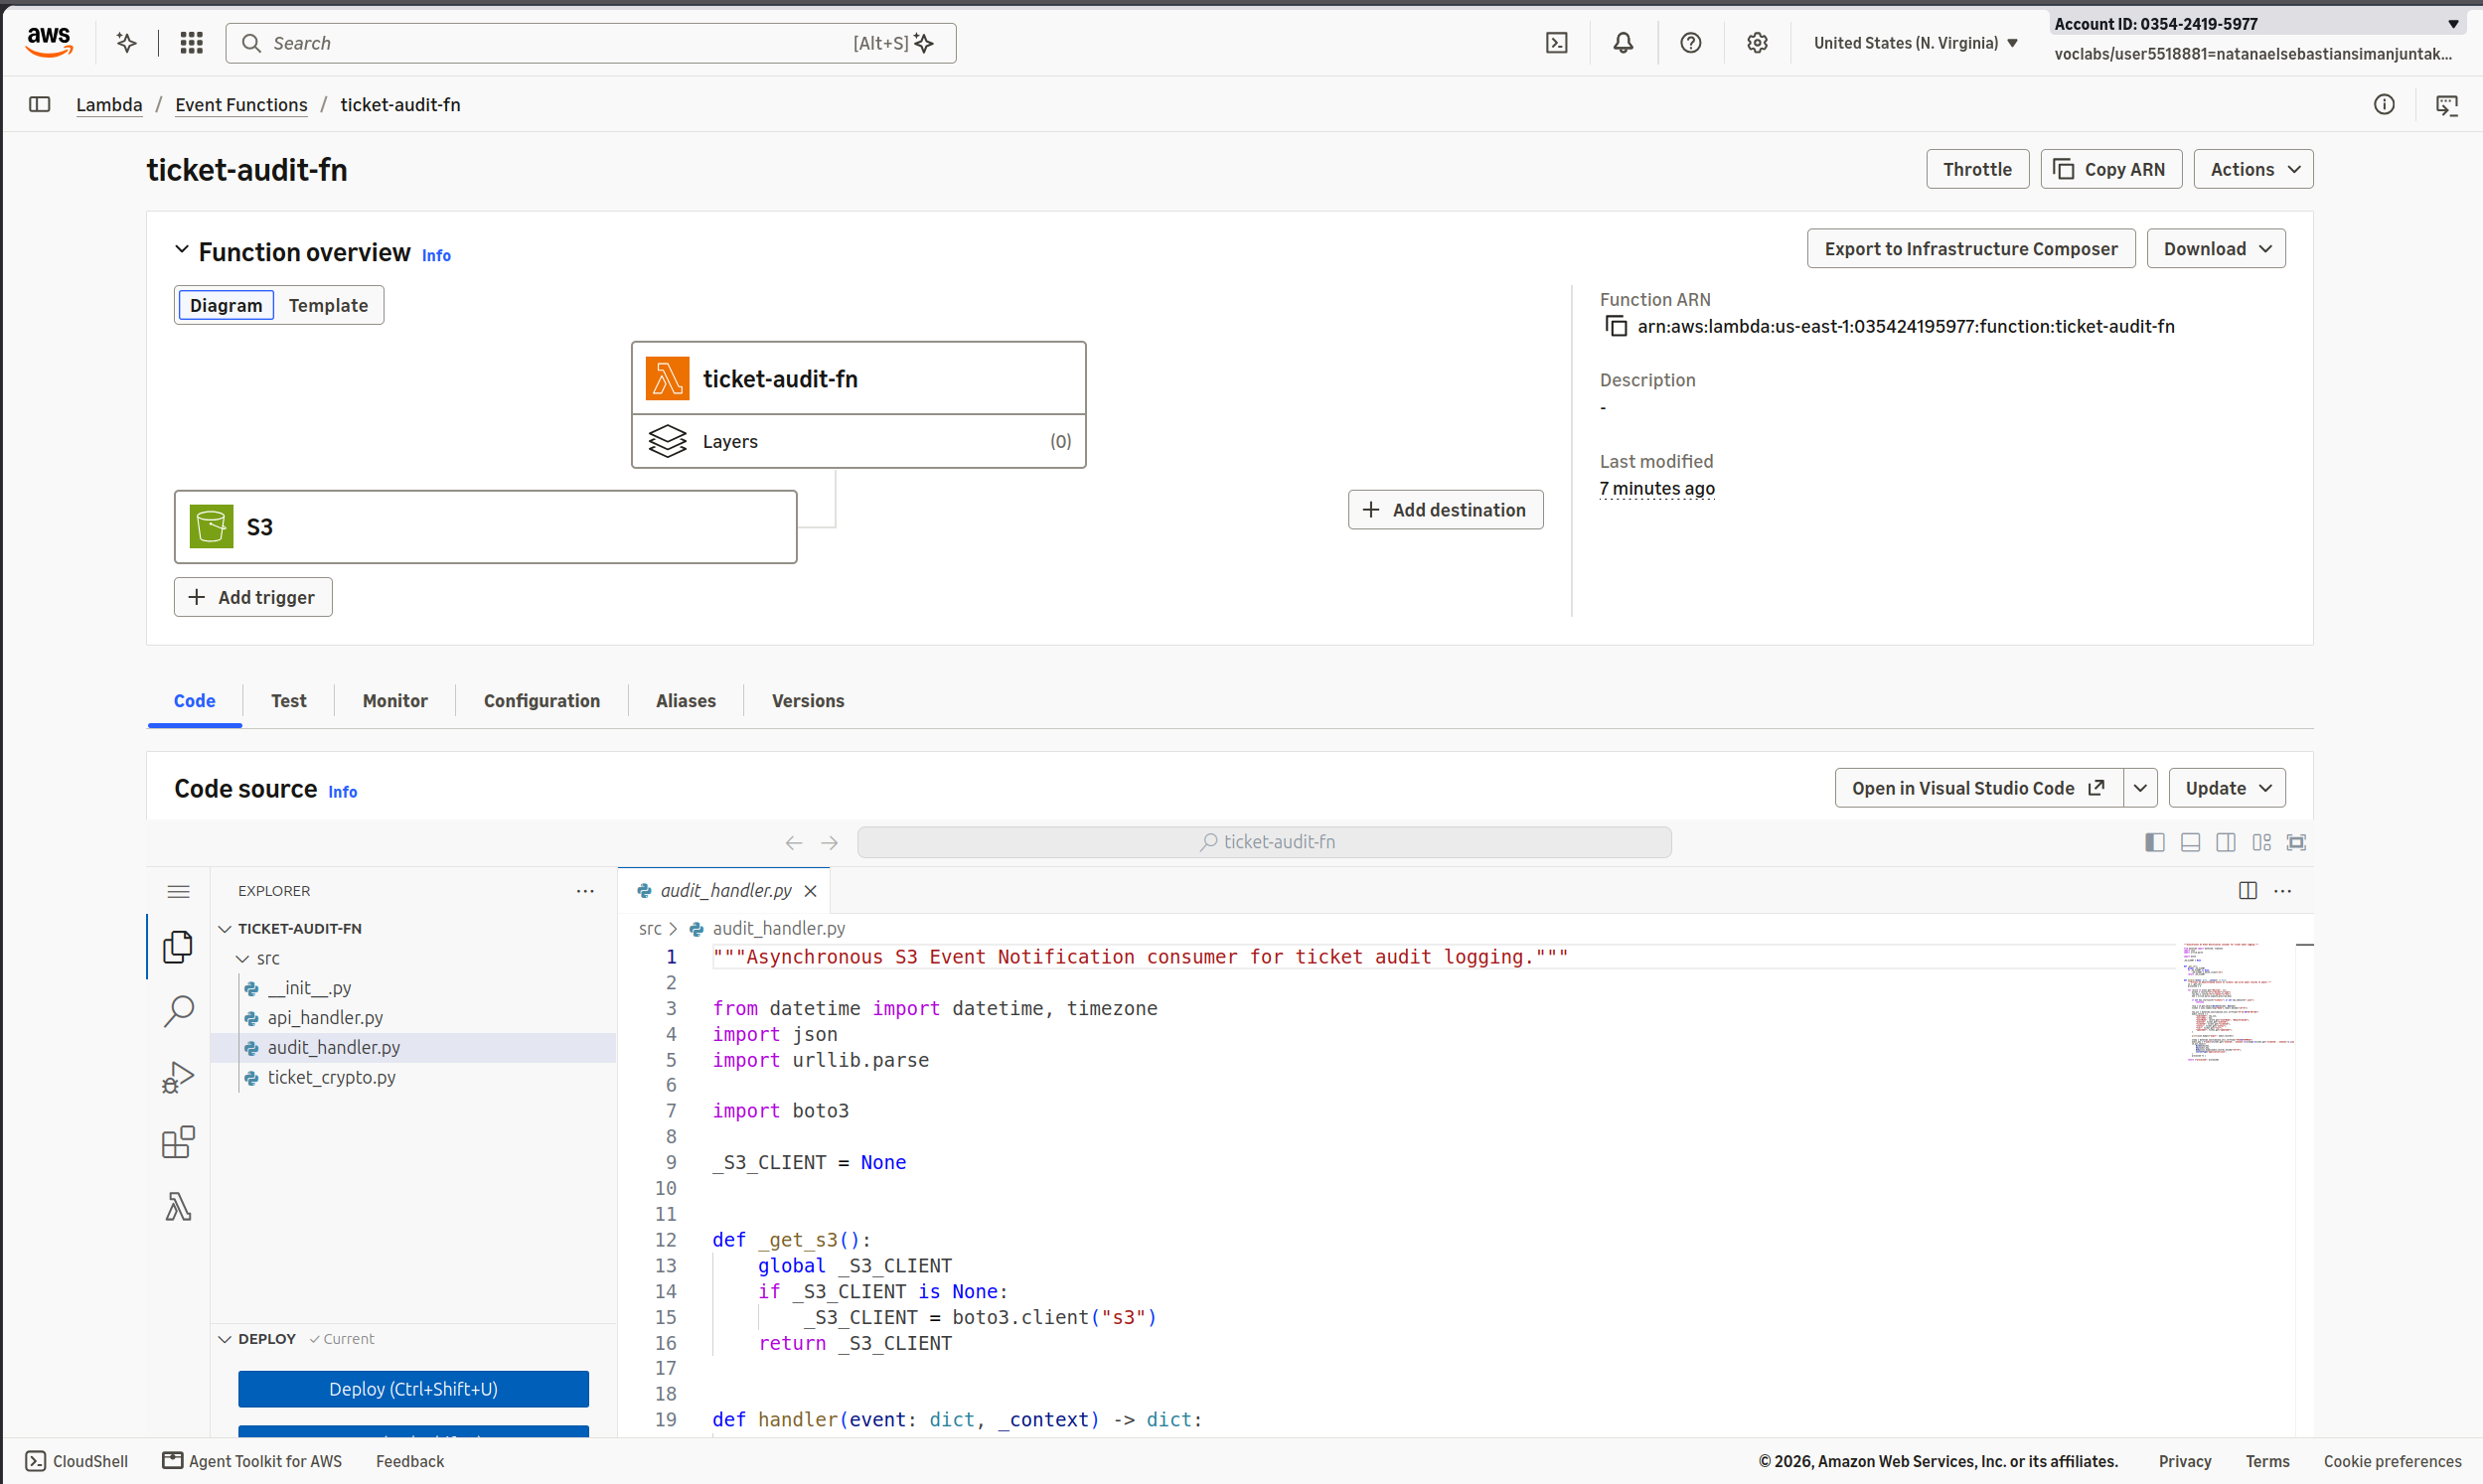 aws
Search
[Alt+S]
United States (N. Virginia)
Account ID: 0354-2419-5977
voclabs/user5518881=natanaelsebastiansimanjuntak...
Lambda / Event Functions / ticket-audit-fn
ticket-audit-fn
Throttle
Copy ARN
Actions
Function overview Info
Export to Infrastructure Composer
Download
Diagram
Template
ticket-audit-fn
Layers (0)
S3
Add trigger
Add destination
Function ARN
arn:aws:lambda:us-east-1:035424195977:function:ticket-audit-fn
Description
-
Last modified
7 minutes ago
Code
Test
Monitor
Configuration
Aliases
Versions
Code source Info
Open in Visual Studio Code
Update
ticket-audit-fn
EXPLORER
TICKET-AUDIT-FN
src
__init__.py
api_handler.py
audit_handler.py
ticket_crypto.py
DEPLOY Current
Deploy (Ctrl+Shift+U)
audit_handler.py
src > audit_handler.py
1 """Asynchronous S3 Event Notification consumer for ticket audit logging."""
2
3 from datetime import datetime, timezone
4 import json
5 import urllib.parse
6
7 import boto3
8
9 _S3_CLIENT = None
10
11
12 def _get_s3():
13 global _S3_CLIENT
14 if _S3_CLIENT is None:
15 _S3_CLIENT = boto3.client("s3")
16 return _S3_CLIENT
17
18
19 def handler(event: dict, _context) -> dict:
CloudShell
Agent Toolkit for AWS
Feedback
© 2026, Amazon Web Services, Inc. or its affiliates.
Privacy
Terms
Cookie preferences